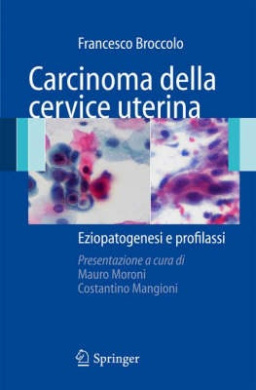 Francesco Broccolo
Carcinoma della
cervice uterina
Eziopatogenesi e profilassi
Presentazione a cura di
Mauro Moroni
Costantino Mangioni
Springer